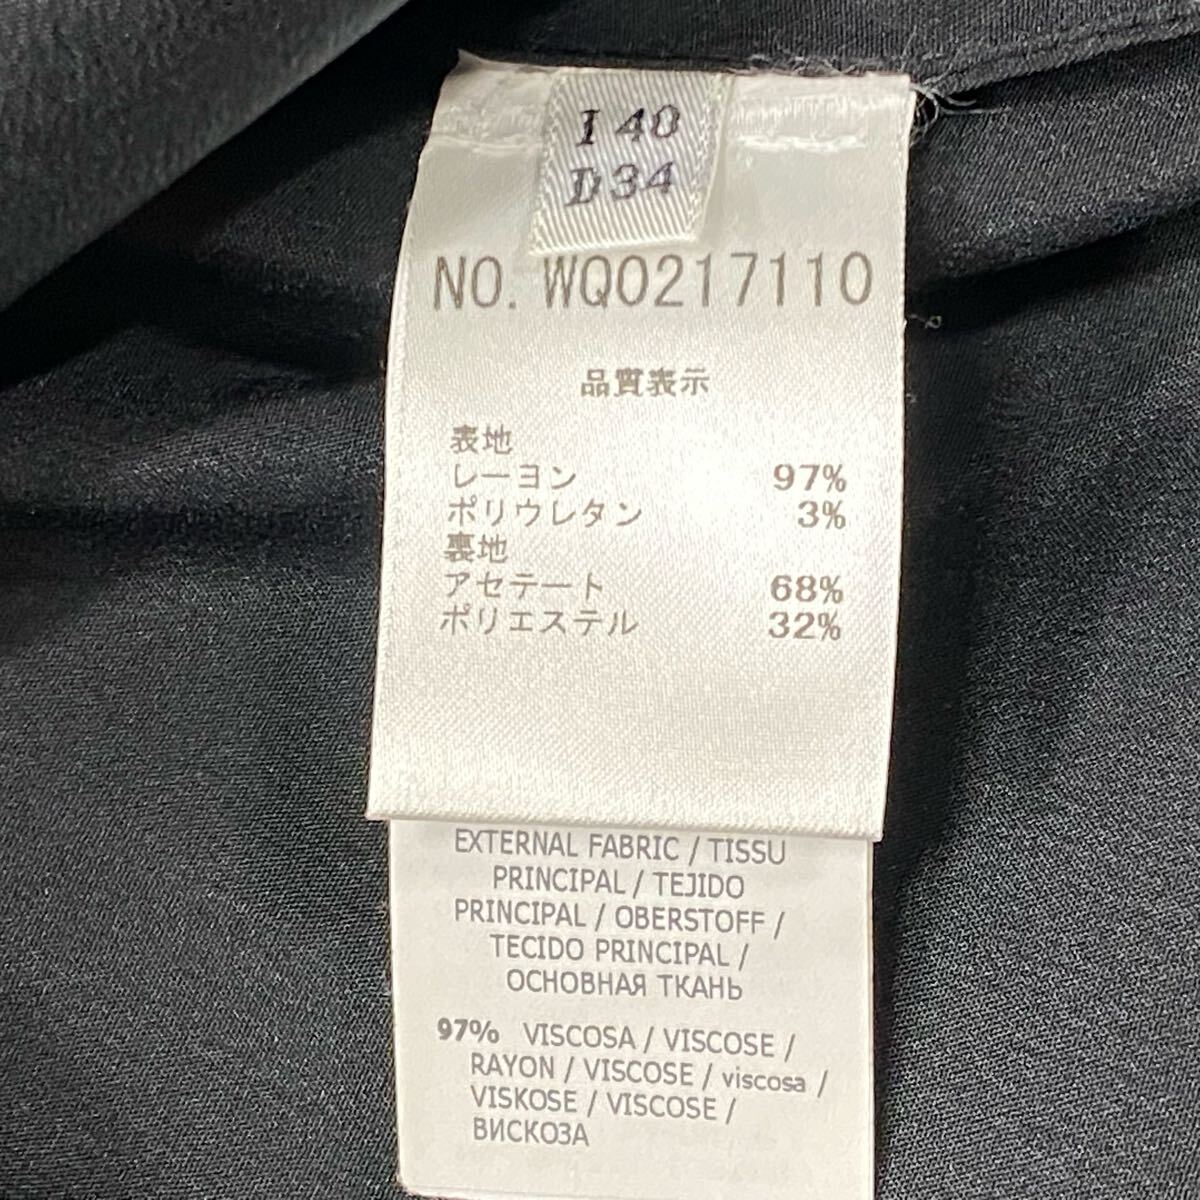 I 40
D34
NO. WQ0217110
品質表示
表地
レーヨン 97%
ポリウレタン 3%
裏地
アセテート 68%
ポリエステル 32%
EXTERNAL FABRIC / TISSU
PRINCIPAL / TEJIDO
PRINCIPAL / OBERSTOFF /
TECIDO PRINCIPAL /
ОСНОВНАЯ ТКАНЬ
97% VISCOSA / VISCOSE /
RAYON / VISCOSE / viscosa /
VISKOSE / VISCOSE /
ВИСКОЗА